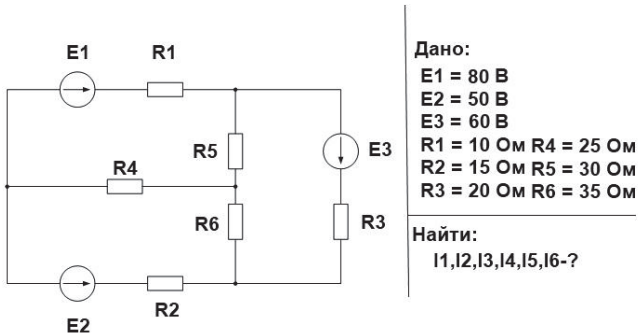 E1
R1
R5
E3
R4
R6
R3
R2
E2
Дано:
E1 = 80 В
E2 = 50 В
E3 = 60 В
R1 = 10 Ом R4 = 25 Ом
R2 = 15 Ом R5 = 30 Ом
R3 = 20 Ом R6 = 35 Ом
Найти:
I1,I2,I3,I4,I5,I6-?